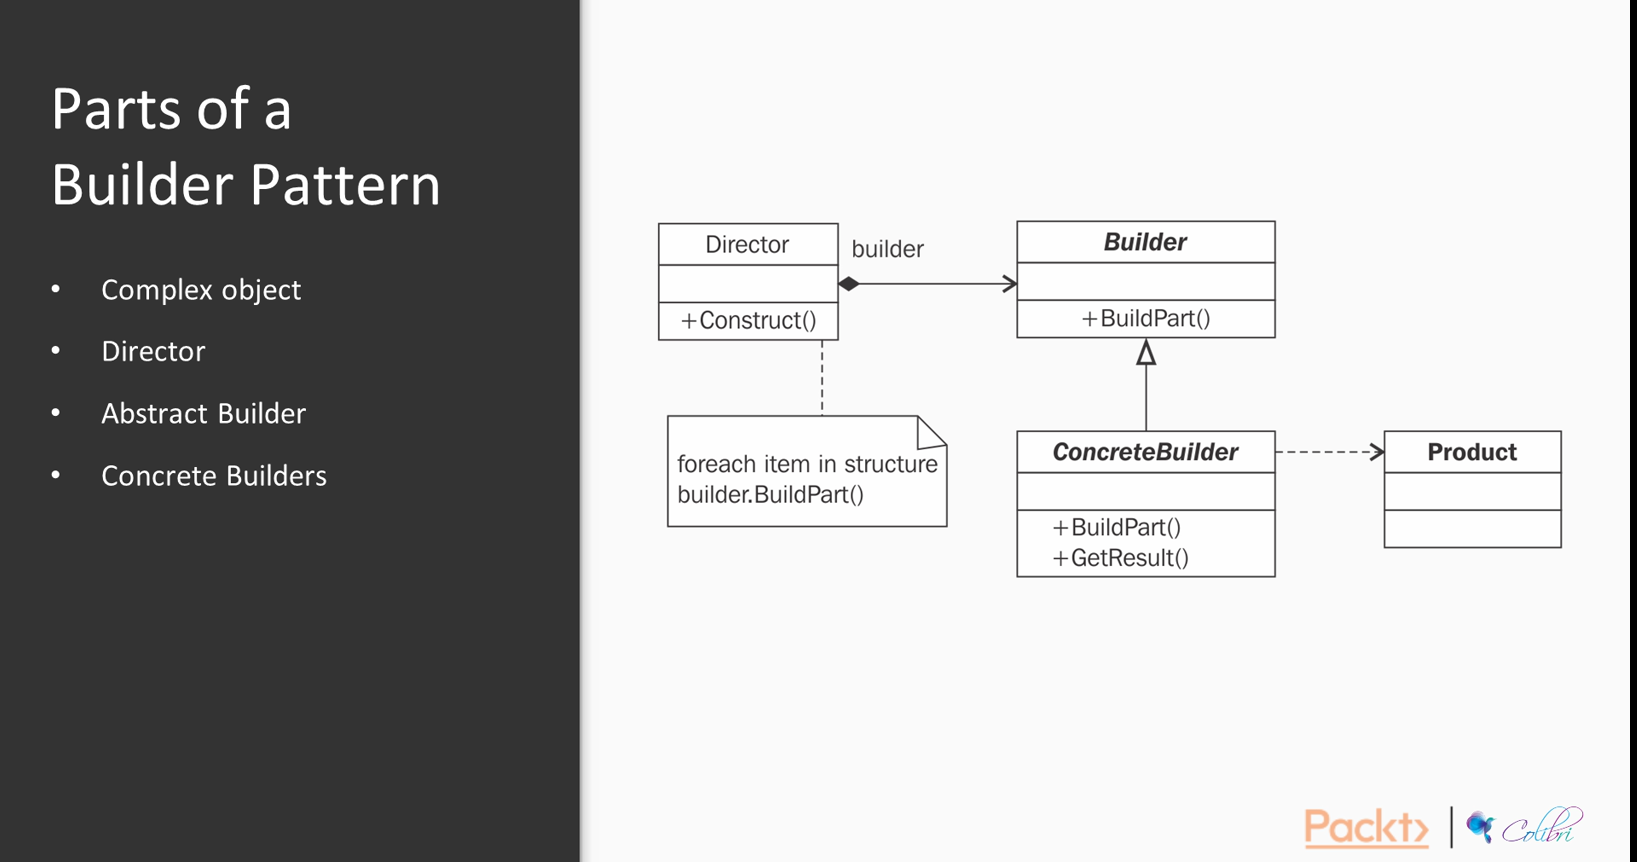 Parts of a
Builder Pattern
• Complex object
• Director
• Abstract Builder
• Concrete Builders
Director
+Construct()
builder
Builder
+BuildPart()
foreach item in structure
builder.BuildPart()
ConcreteBuilder
+BuildPart()
+GetResult()
Product
Packt>
Colibri